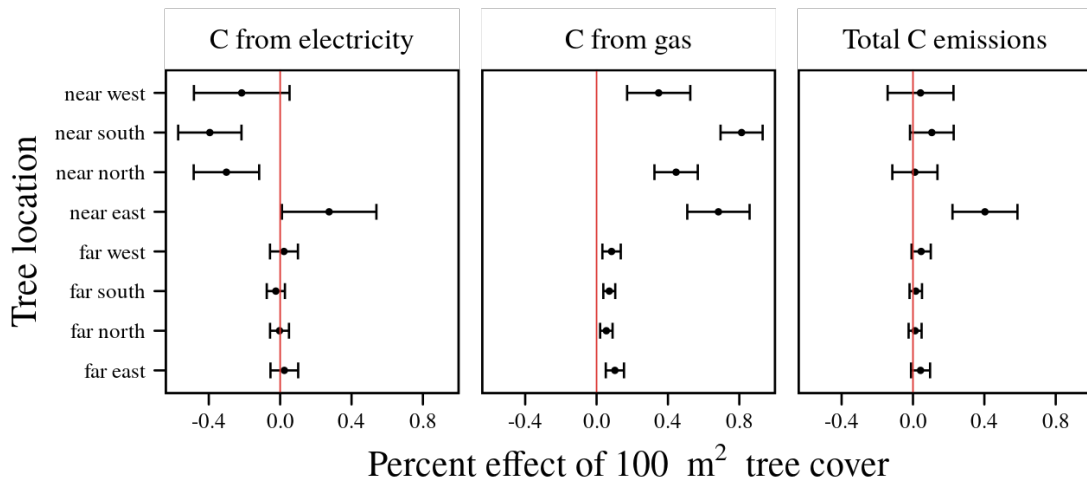 C from electricity C from gas Total C emissions
Tree location
near west
near south
near north
near east
far west
far south
far north
far east
-0.4 0.0 0.4 0.8 -0.4 0.0 0.4 0.8 -0.4 0.0 0.4 0.8
Percent effect of 100 m² tree cover